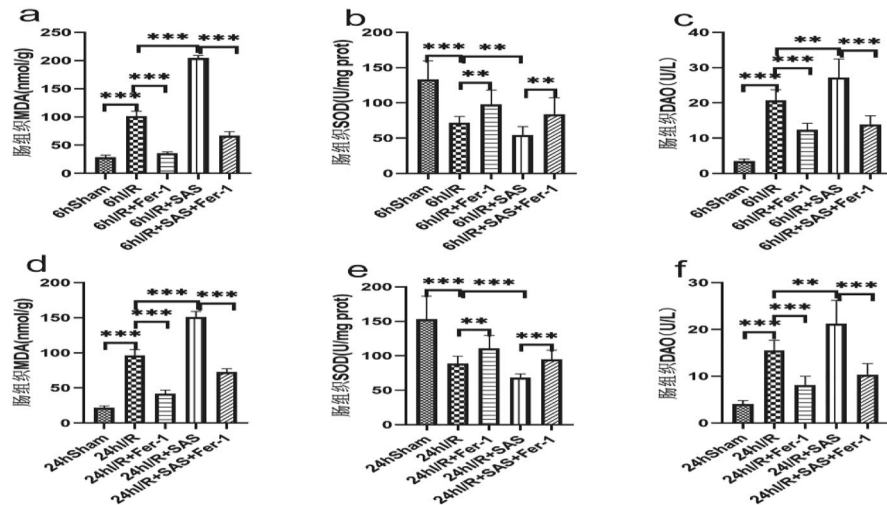 a
肠组织MDA(nmol/g)
250
200
150
100
50
0
***
***
***
***
6hSham
6hI/R
6hI/R+Fer-1
6hI/R+SAS
6hI/R+SAS+Fer-1
b
肠组织SOD(U/mg prot)
200
150
100
50
0
***
**
**
**
6hSham
6hI/R
6hI/R+Fer-1
6hI/R+SAS
6hI/R+SAS+Fer-1
c
肠组织DAO(U/L)
40
30
20
10
0
**
***
***
***
6hSham
6hI/R
6hI/R+Fer-1
6hI/R+SAS
6hI/R+SAS+Fer-1
d
肠组织MDA(nmol/g)
200
150
100
50
0
***
***
***
***
24hSham
24hI/R
24hI/R+Fer-1
24hI/R+SAS
24hI/R+SAS+Fer-1
e
肠组织SOD(U/mg prot)
200
150
100
50
0
***
***
**
***
24hSham
24hI/R
24hI/R+Fer-1
24hI/R+SAS
24hI/R+SAS+Fer-1
f
肠组织DAO(U/L)
30
20
10
0
**
***
***
***
24hSham
24hI/R
24hI/R+Fer-1
24hI/R+SAS
24hI/R+SAS+Fer-1